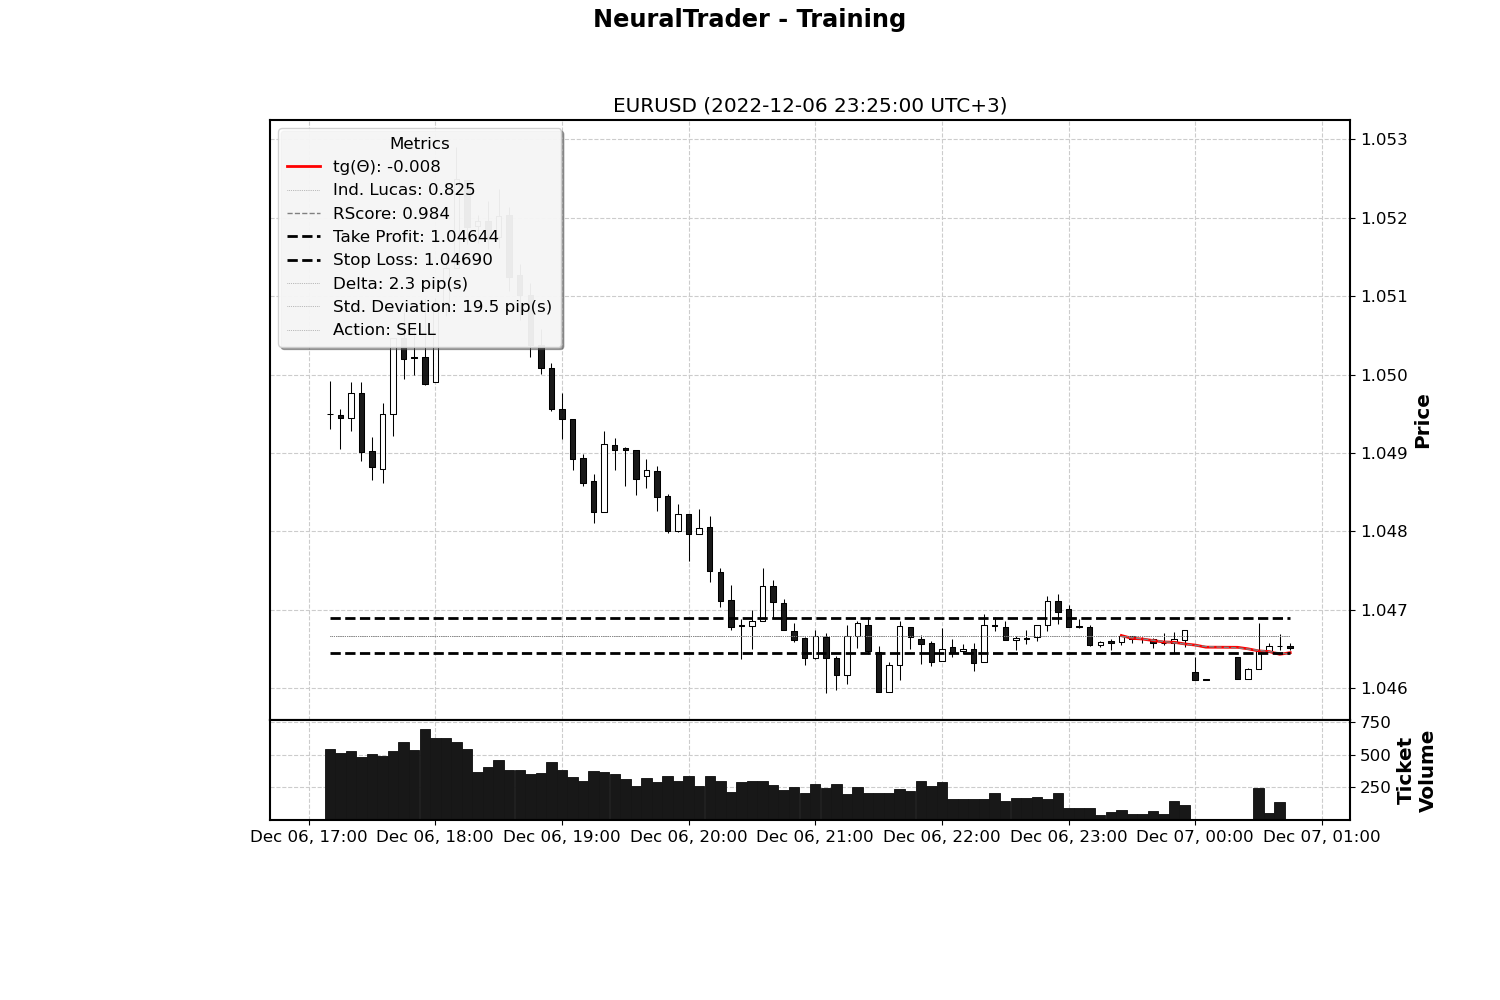 NeuralTrader - Training
EURUSD (2022-12-06 23:25:00 UTC+3)
Metrics
tg(Θ): -0.008
Ind. Lucas: 0.825
RScore: 0.984
Take Profit: 1.04644
Stop Loss: 1.04690
Delta: 2.3 pip(s)
Std. Deviation: 19.5 pip(s)
Action: SELL
1.053
1.052
1.051
1.050
1.049
1.048
1.047
1.046
Price
750
500
250
Ticket
Volume
Dec 06, 17:00
Dec 06, 18:00
Dec 06, 19:00
Dec 06, 20:00
Dec 06, 21:00
Dec 06, 22:00
Dec 06, 23:00
Dec 07, 00:00
Dec 07, 01:00